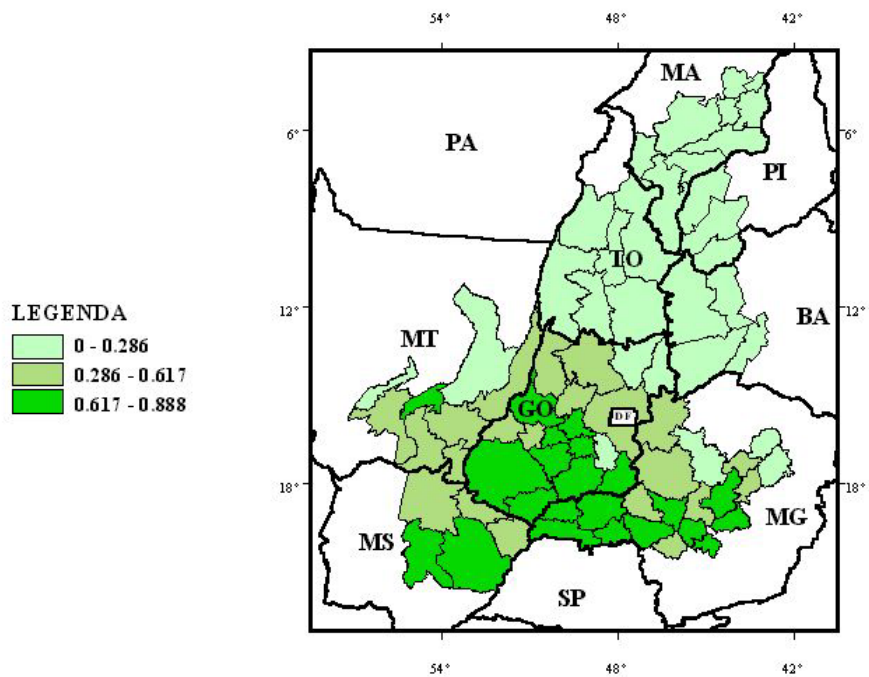 54° 48° 42°
MA
6° 6°
PA
PI
TO
LEGENDA
12° 12°
0 - 0.286
MT
BA
0.286 - 0.617
0.617 - 0.888
GO DF
18° 18°
MG
MS
SP
54° 48° 42°